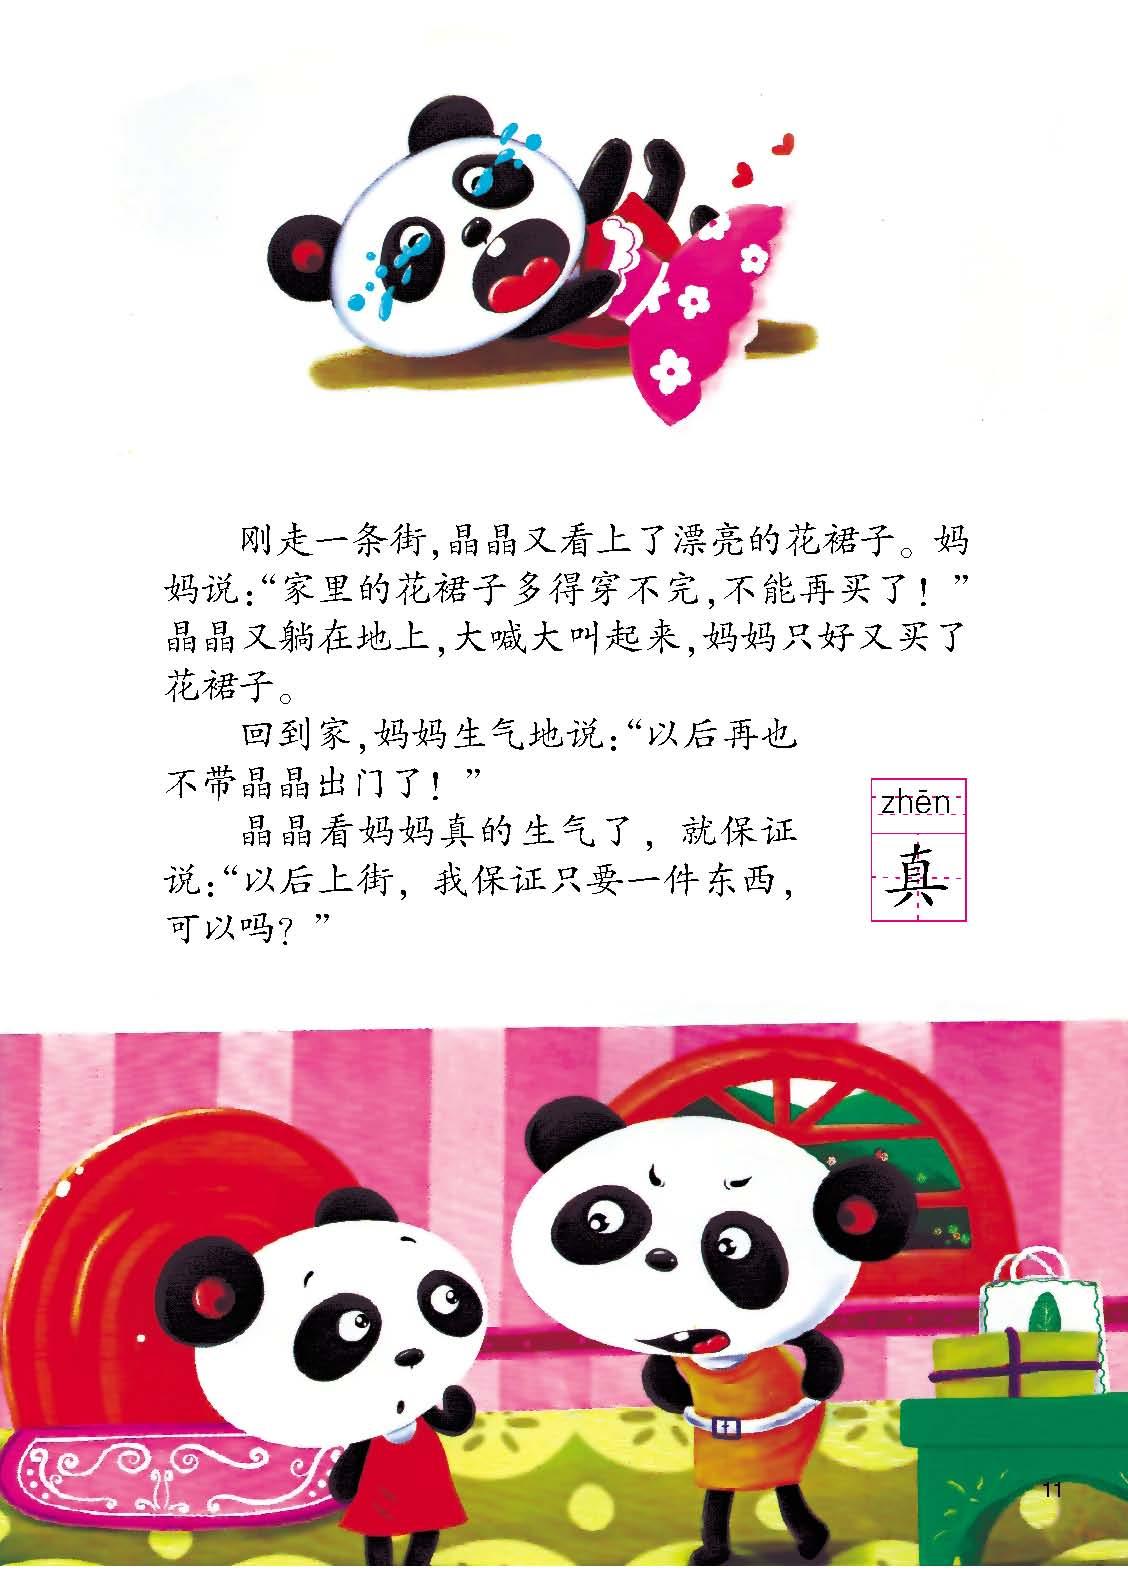 刚走一条街,晶晶又看上了漂亮的花裙子。妈
妈说:“家里的花裙子多得穿不完,不能再买了!”
晶晶又躺在地上,大喊大叫起来,妈妈只好又买了
花裙子。
回到家,妈妈生气地说:“以后再也
不带晶晶出门了!”
晶晶看妈妈真的生气了,就保证
说:“以后上街,我保证只要一件东西,
可以吗?”
zhēn
真
11